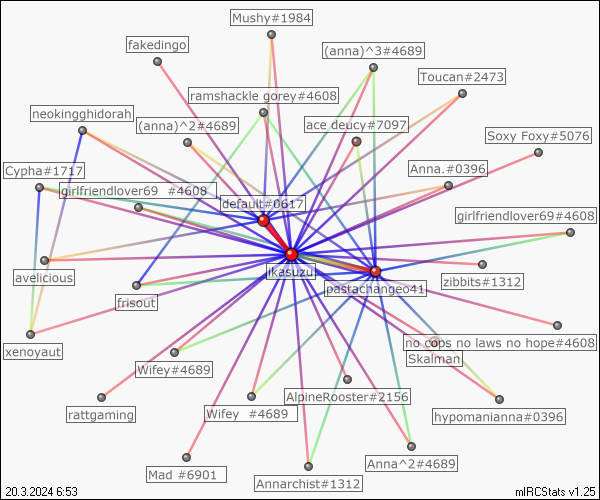 Mushy#1984
fakedingo
(anna)^3#4689
Toucan#2473
ramshackle gorey#4608
neokingghidorah
(anna)^2#4689
ace deucy#7097
Soxy Foxy#5076
Cypha#1717
Anna.#0396
girlfriendlover69 #4608
default#0617
girlfriendlover69#4608
avelicious
ikasuzu
zibbits#1312
pastachangeo41
frisout
no cops no laws no hope#4608
xenoyaut
Skalman
Wifey#4689
AlpineRooster#2156
rattgaming
Wifey #4689
hypomanianna#0396
Anna^2#4689
Mad #6901
Annarchist#1312
20.3.2024 6:53
mIRCStats v1.25